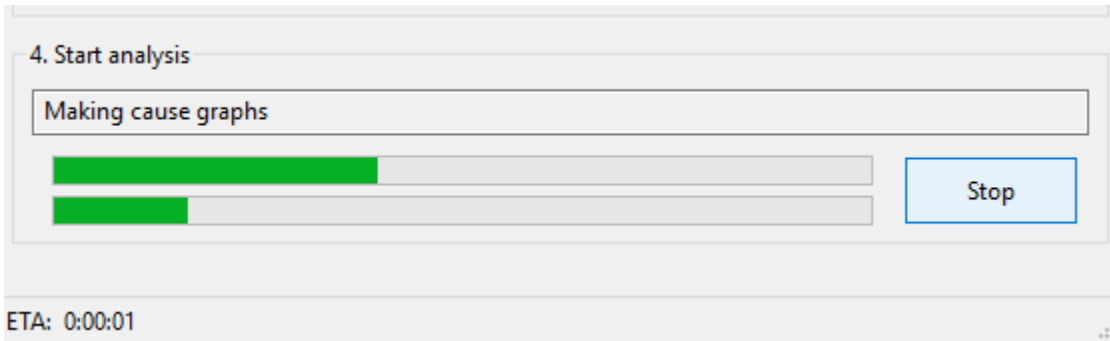 4. Start analysis
Making cause graphs
Stop
ETA: 0:00:01